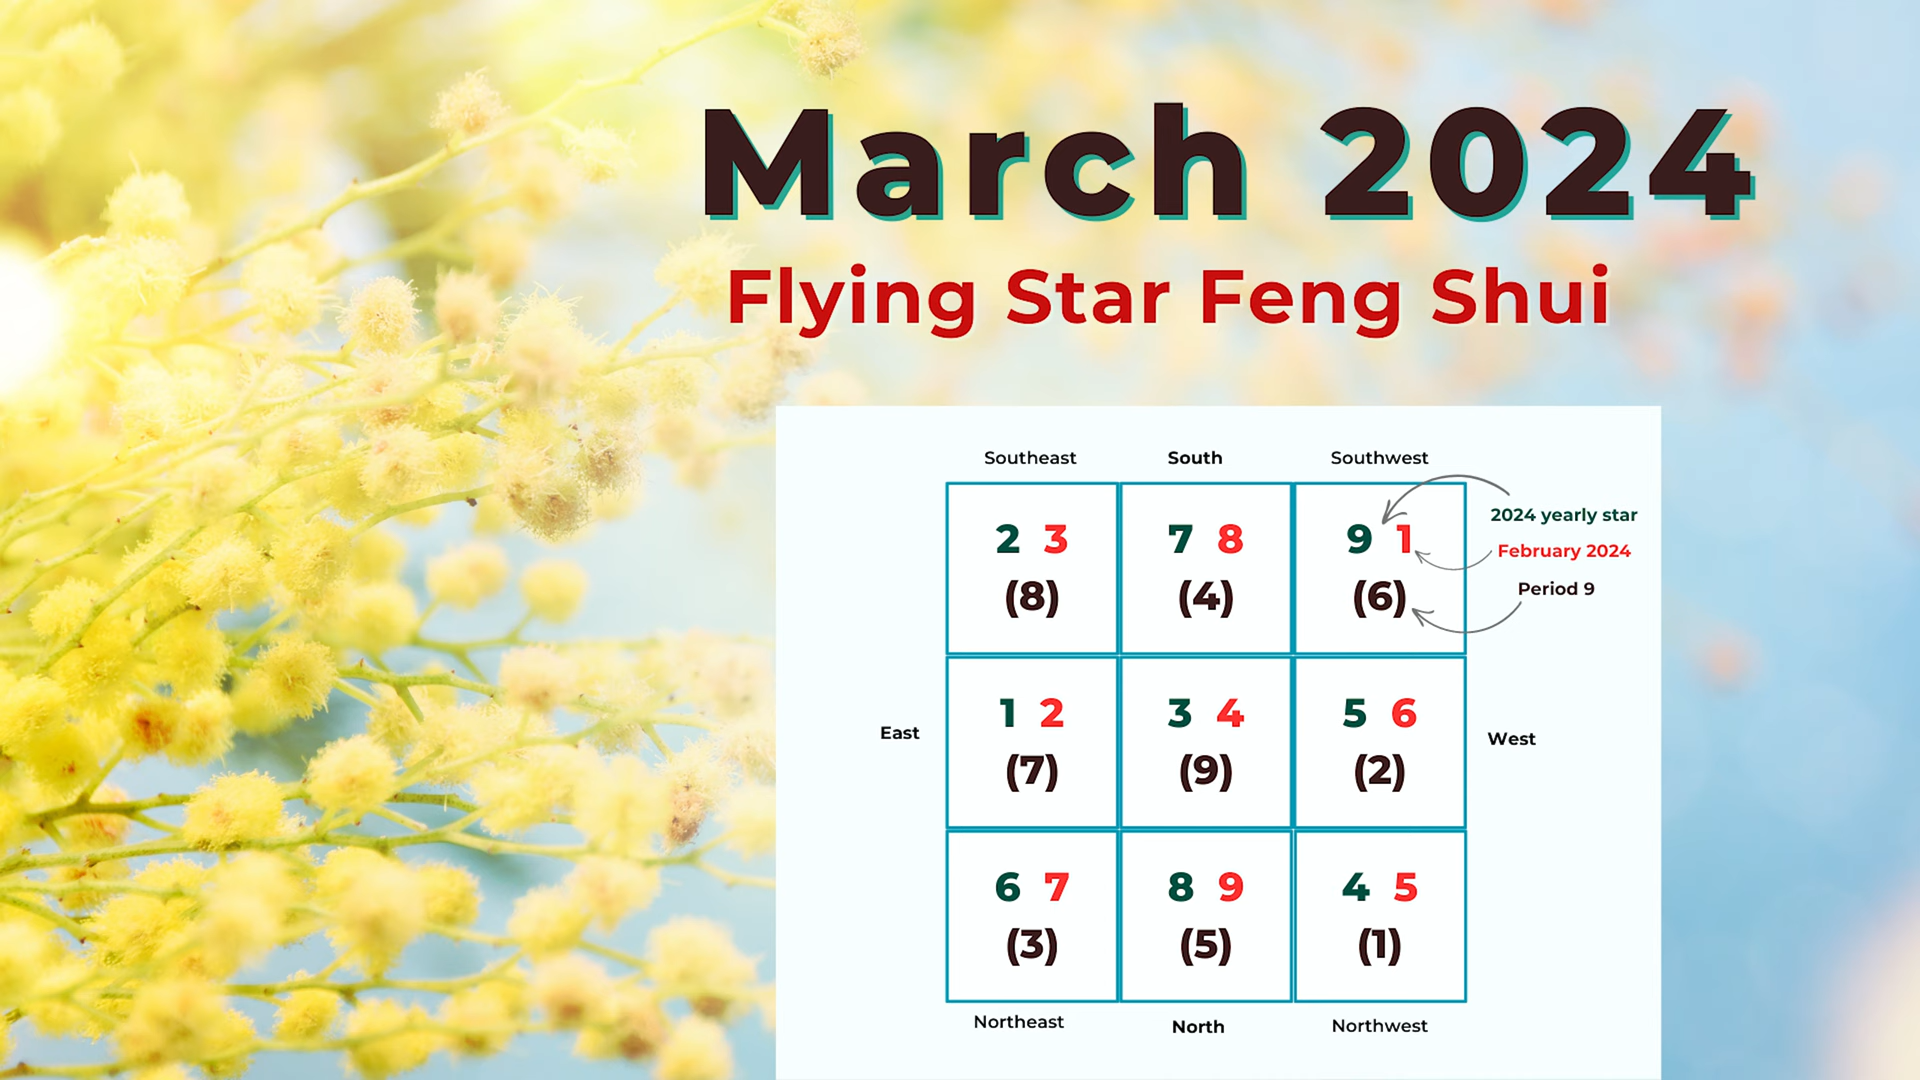 March 2024
Flying Star Feng Shui
Southeast South Southwest
2 3 7 8 9 1
(8) (4) (6)
2024 yearly star
February 2024
Period 9
East
1 2 3 4 5 6
(7) (9) (2)
West
6 7 8 9 4 5
(3) (5) (1)
Northeast North Northwest